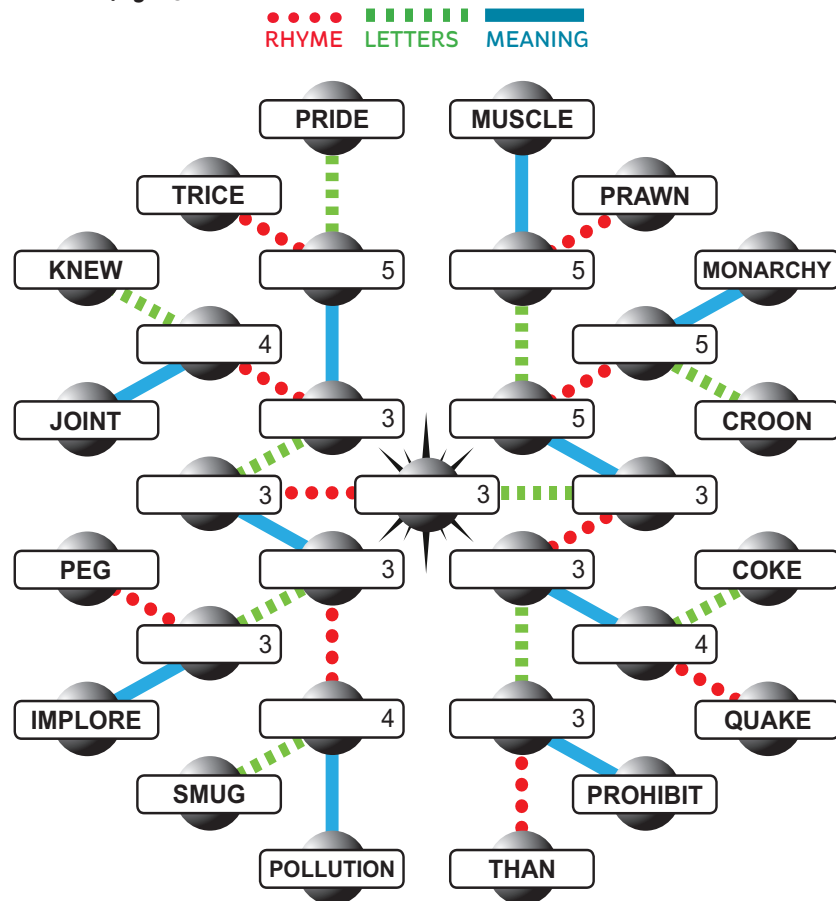 RHYME LETTERS MEANING
PRIDE MUSCLE
TRICE PRAWN
KNEW 5 5 MONARCHY
4 5
JOINT 3 5 CROON
3 3 3
PEG 3 3 COKE
3 4
IMPLORE 4 3 QUAKE
SMUG PROHIBIT
POLLUTION THAN